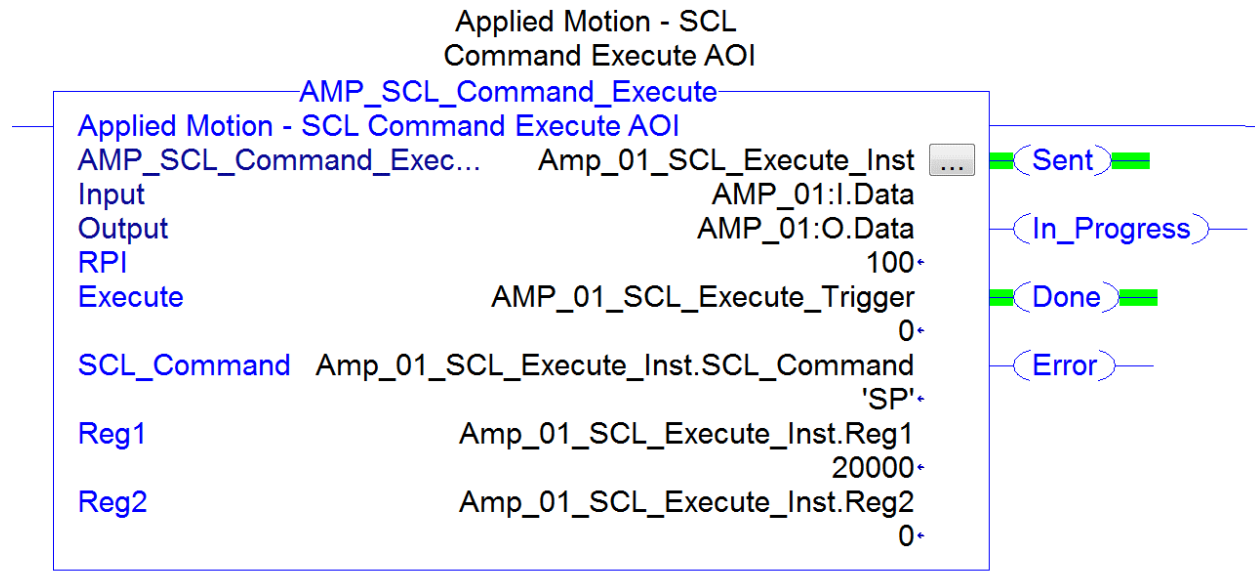 Applied Motion - SCL
Command Execute AOI
AMP_SCL_Command_Execute
Applied Motion - SCL Command Execute AOI
AMP_SCL_Command_Exec... Amp_01_SCL_Execute_Inst ... Sent
Input AMP_01:I.Data
Output AMP_01:O.Data In_Progress
RPI 100
Execute AMP_01_SCL_Execute_Trigger Done
0
SCL_Command Amp_01_SCL_Execute_Inst.SCL_Command Error
'SP'
Reg1 Amp_01_SCL_Execute_Inst.Reg1
20000
Reg2 Amp_01_SCL_Execute_Inst.Reg2
0